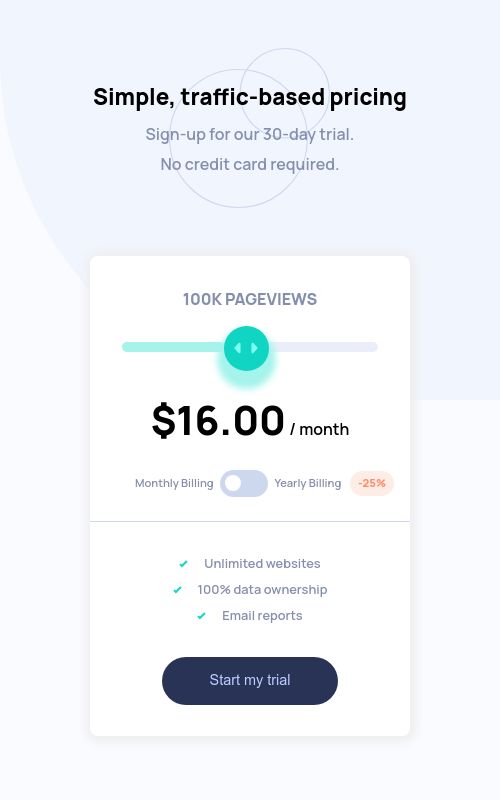 Simple, traffic-based pricing
Sign-up for our 30-day trial.
No credit card required.
100K PAGEVIEWS
$16.00 / month
Monthly Billing Yearly Billing -25%
Unlimited websites
100% data ownership
Email reports
Start my trial